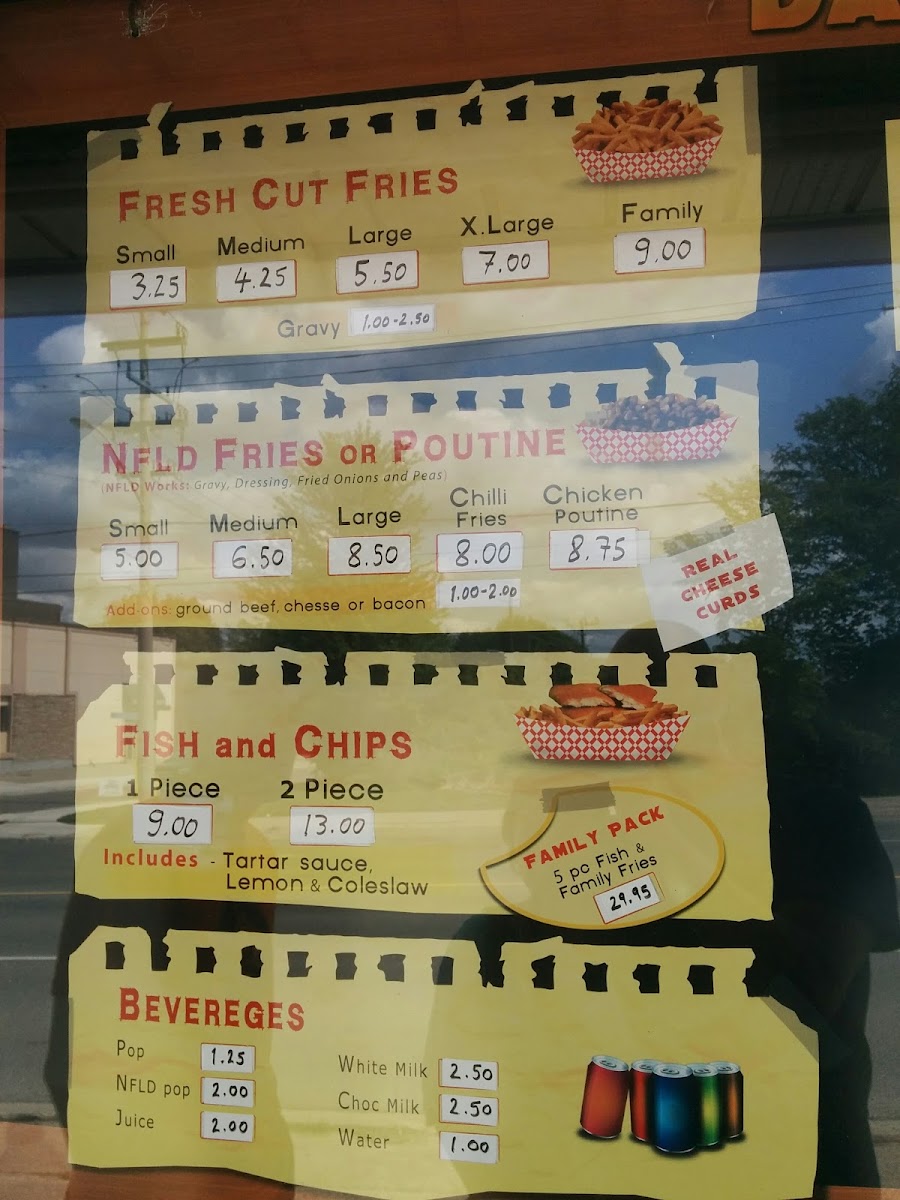 DA
FRESH CUT FRIES
Small Medium Large X.Large Family
3.25 4.25 5.50 7.00 9.00
Gravy 1.00-2.50
NFLD FRIES OR POUTINE
(NFLD Works: Gravy, Dressing, Fried Onions and Peas)
Small Medium Large Chilli Fries Chicken Poutine
5.00 6.50 8.50 8.00 8.75
1.00-2.00
Add-ons: ground beef, chesse or bacon
REAL
CHEESE
CURDS
FISH and CHIPS
1 Piece 2 Piece
9.00 13.00
Includes - Tartar sauce,
Lemon & Coleslaw
FAMILY PACK
5 pc Fish &
Family Fries
29.95
BEVEREGES
Pop 1.25
NFLD pop 2.00
Juice 2.00
White Milk 2.50
Choc Milk 2.50
Water 1.00